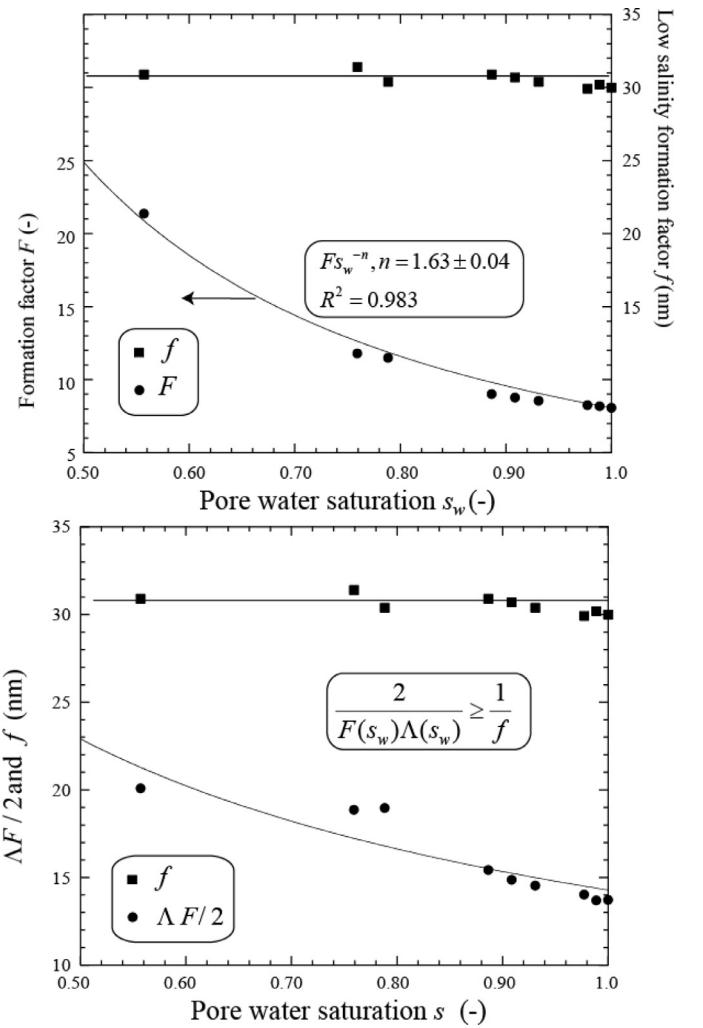 35
25
20
15
10
5
Formation factor F (-)
35
30
25
20
15
Low salinity formation factor f (nm)
Fs_w^{-n}, n = 1.63 ± 0.04
R² = 0.983
f
F
0.50
0.60
0.70
0.80
0.90
1.0
Pore water saturation s_w (-)
35
30
25
20
15
10
ΛF / 2 and f (nm)
2 / F(s_w)Λ(s_w) ≥ 1 / f
f
Λ F / 2
0.50
0.60
0.70
0.80
0.90
1.0
Pore water saturation s (-)